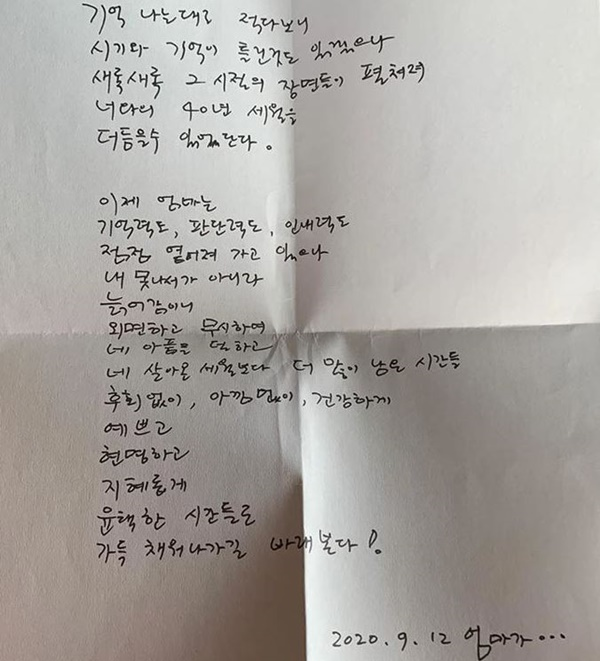 기억 나는대로 적다보니
시기와 기억이 틀린것도 있겠으나
새록새록 그 시절의 장면들이 펼쳐져
너와의 40년 세월을
더듬을수 있었단다.
이제 엄마는
기억력도, 판단력도, 인내력도
점점 옅어져 가고 있으나
내 못나서가 아니라
늙어감이니
외면하고 무시하며
네 아픔을 덜하고
네 살아온 세월보다 더 많이 남은 시간들
후회없이, 아낌없이, 건강하게
예쁘고
현명하고
지혜롭게
윤택한 시간들로
가득 채워나가길 바래본다!
2020. 9. 12 엄마가...